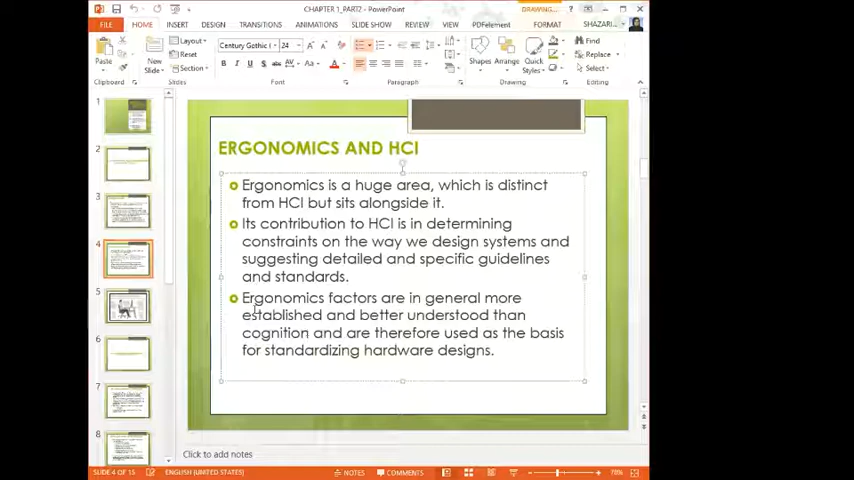 CHAPTER 1_PART2 - PowerPoint
DRAWING...
FILE HOME INSERT DESIGN TRANSITIONS ANIMATIONS SLIDE SHOW REVIEW VIEW PDFelement FORMAT SHAZARI...
Paste
Clipboard
New Slide
Layout
Reset
Section
Slides
Century Gothic 24
Font
Paragraph
Shapes Arrange Quick Styles
Drawing
Find
Replace
Select
Editing
1
2
3
4
5
6
7
8
ERGONOMICS AND HCI
Ergonomics is a huge area, which is distinct
from HCI but sits alongside it.
Its contribution to HCI is in determining
constraints on the way we design systems and
suggesting detailed and specific guidelines
and standards.
Ergonomics factors are in general more
established and better understood than
cognition and are therefore used as the basis
for standardizing hardware designs.
Click to add notes
SLIDE 4 OF 15 ENGLISH (UNITED STATES) NOTES COMMENTS 78%